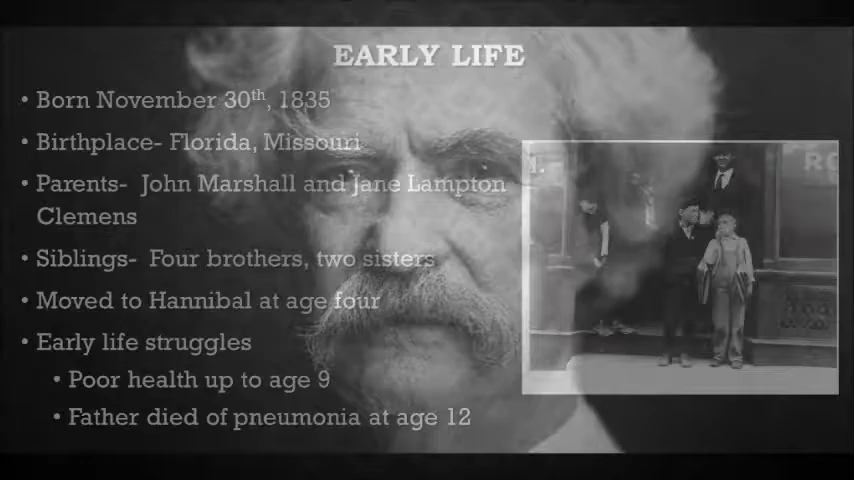 EARLY LIFE
• Born November 30th, 1835
• Birthplace- Florida, Missouri
• Parents- John Marshall and Jane Lampton
Clemens
• Siblings- Four brothers, two sisters
• Moved to Hannibal at age four
• Early life struggles
• Poor health up to age 9
• Father died of pneumonia at age 12
RO